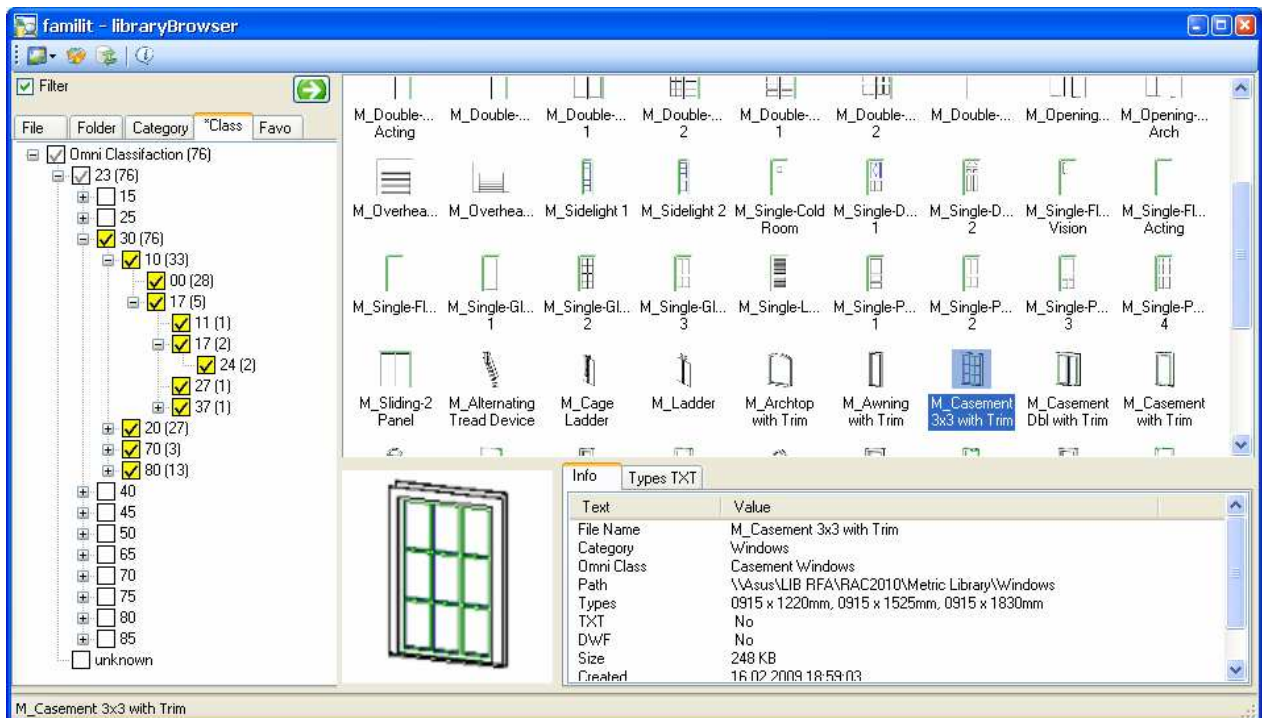 familit - libraryBrowser
Filter
File Folder Category *Class Favo
Omni Classifaction (76)
23 (76)
15
25
30 (76)
10 (33)
00 (28)
17 (5)
11 (1)
17 (2)
24 (2)
27 (1)
37 (1)
20 (27)
70 (3)
80 (13)
40
45
50
65
70
75
80
85
unknown
M_Double-... M_Double-... M_Double-... M_Double-... M_Double-... M_Double-... M_Double-... M_Opening... M_Opening-...
Acting 1 2 1 2 Arch
M_Overhea... M_Overhea... M_Sidelight 1 M_Sidelight 2 M_Single-Cold M_Single-D... M_Single-D... M_Single-Fl... M_Single-Fl...
Room 1 2 Vision Acting
M_Single-Fl... M_Single-Gl... M_Single-Gl... M_Single-Gl... M_Single-L... M_Single-P... M_Single-P... M_Single-P... M_Single-P...
1 2 3 1 2 3 4
M_Sliding-2 M_Alternating M_Cage M_Ladder M_Archtop M_Awning M_Casement M_Casement M_Casement
Panel Tread Device Ladder with Trim with Trim 3x3 with Trim Dbl with Trim with Trim
Info Types TXT
Text Value
File Name M_Casement 3x3 with Trim
Category Windows
Omni Class Casement Windows
Path \\Asus\LIB RFA\RAC2010\Metric Library\Windows
Types 0915 x 1220mm, 0915 x 1525mm, 0915 x 1830mm
TXT No
DWF No
Size 248 KB
Created 16.02.2009 18:59:03
M_Casement 3x3 with Trim